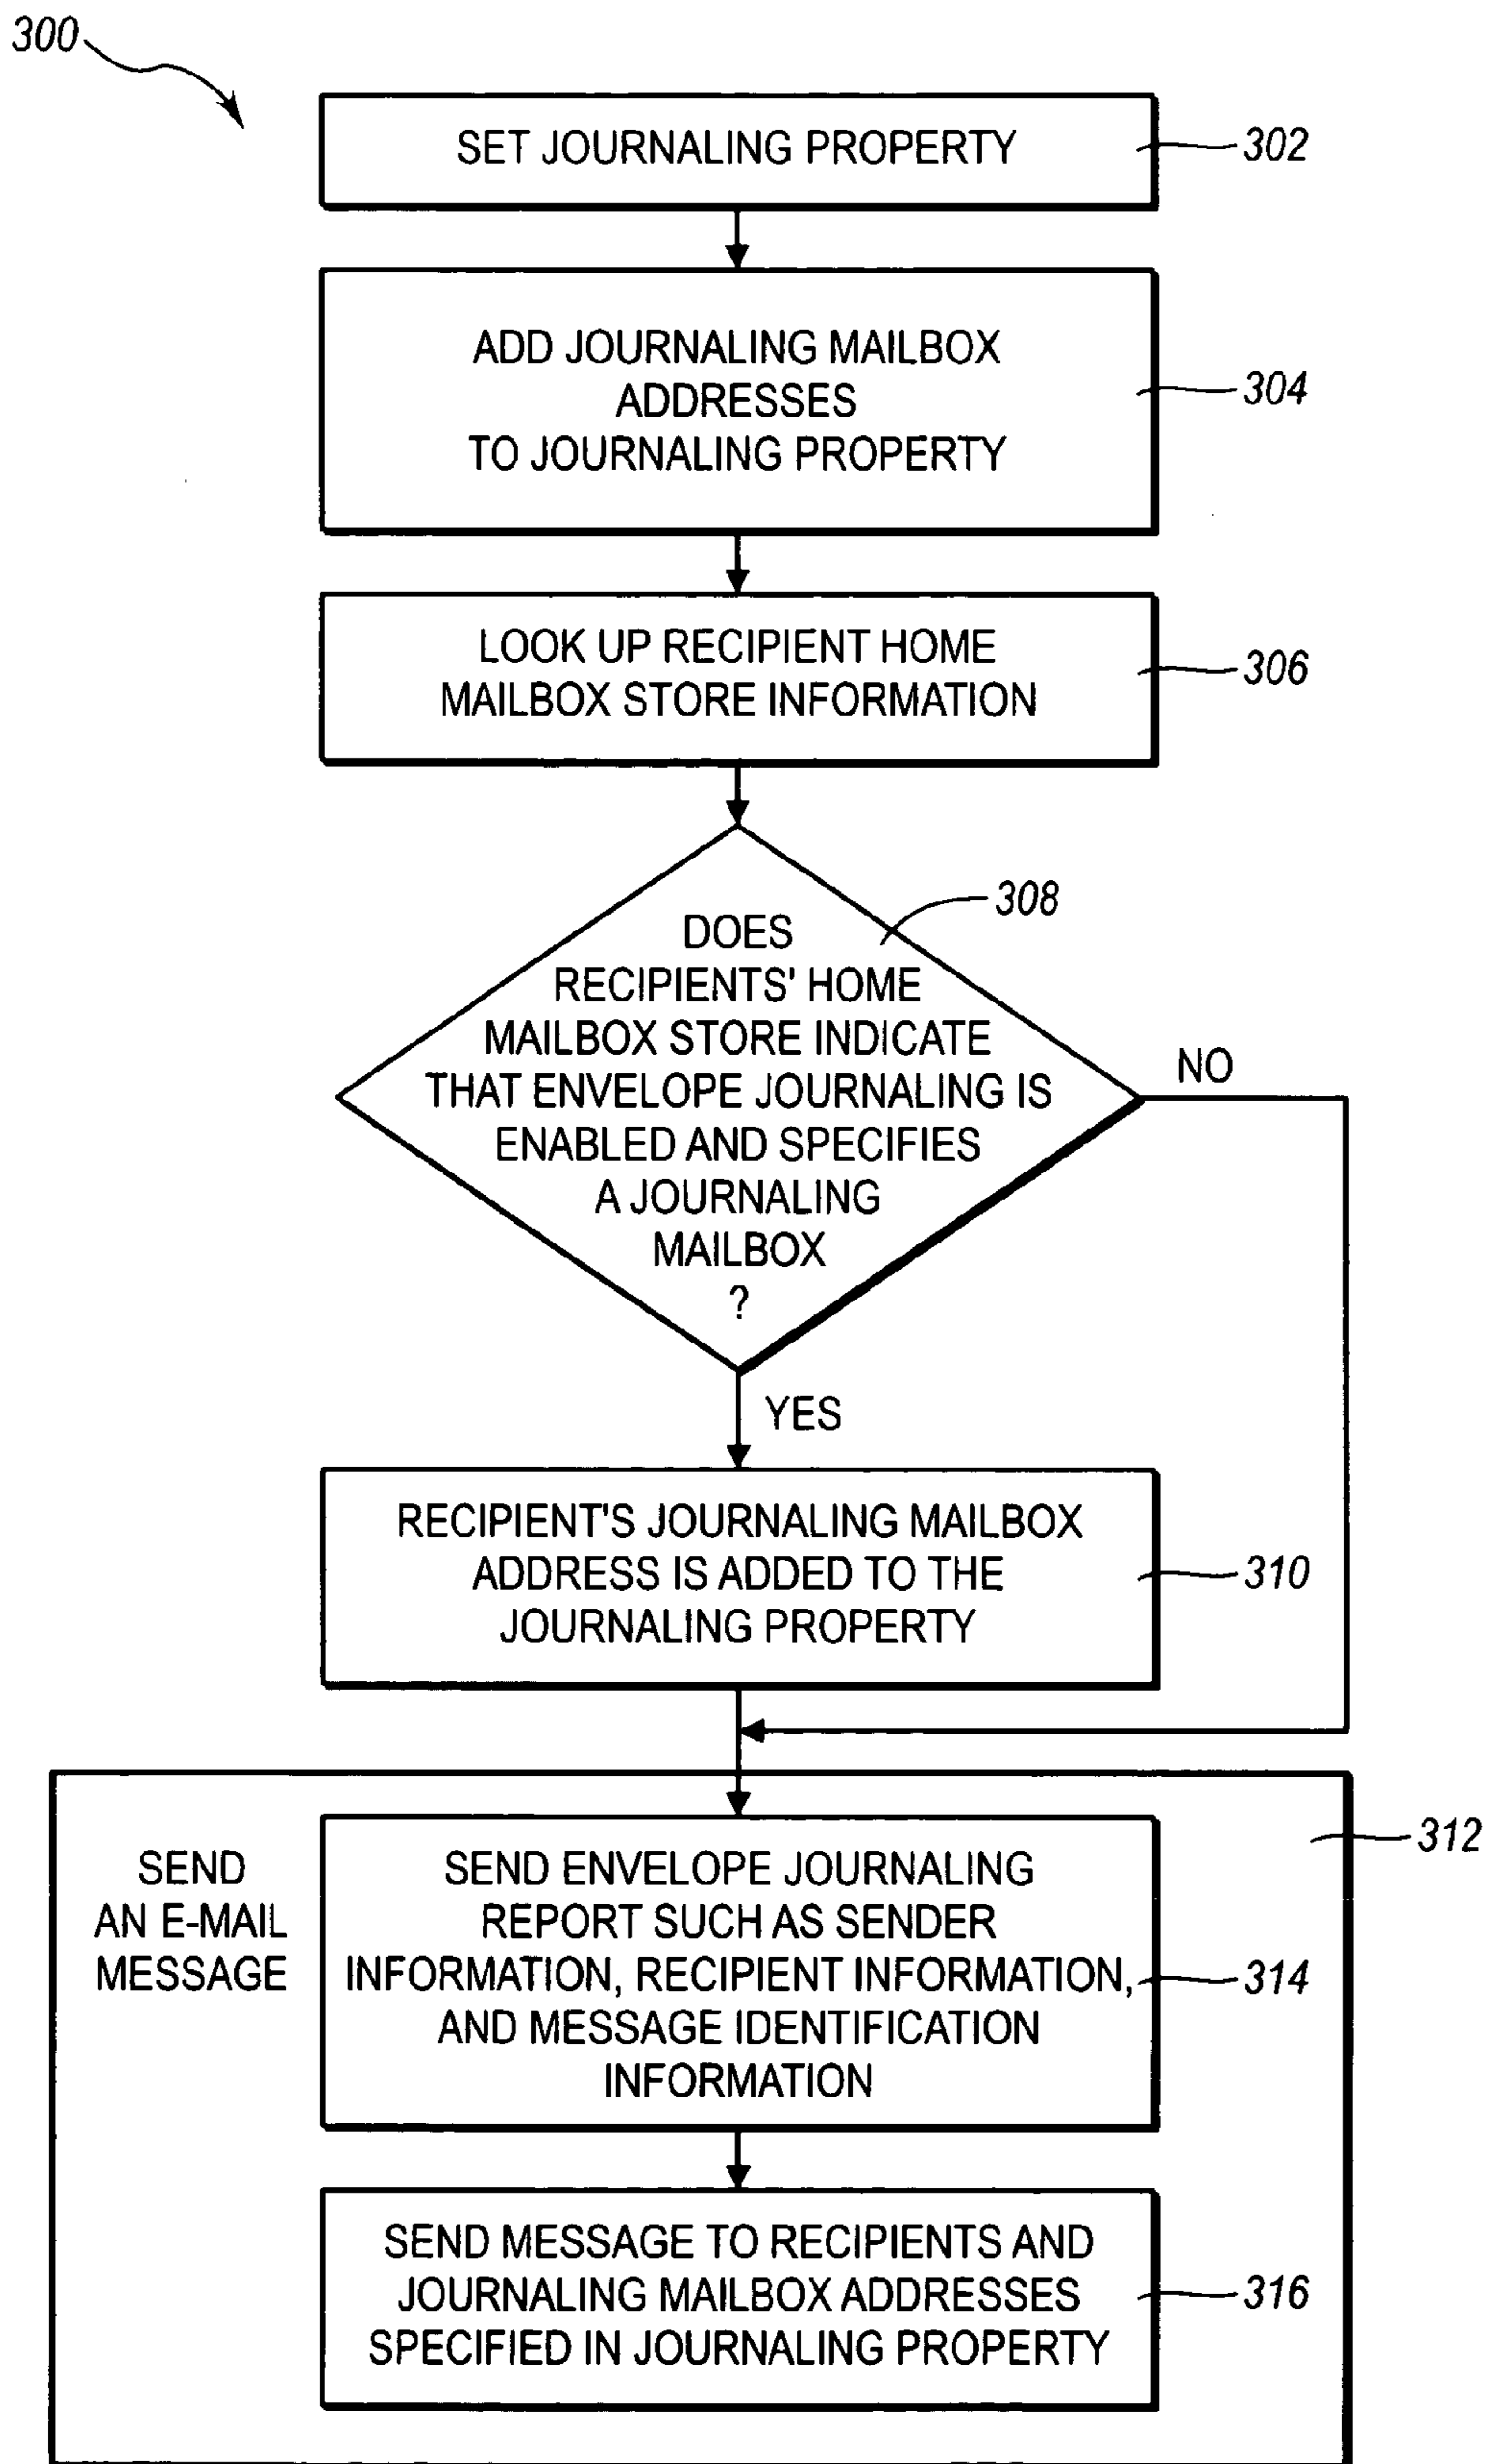 300
SET JOURNALING PROPERTY
302
ADD JOURNALING MAILBOX
ADDRESSES
TO JOURNALING PROPERTY
304
LOOK UP RECIPIENT HOME
MAILBOX STORE INFORMATION
306
308
DOES
RECIPIENTS' HOME
MAILBOX STORE INDICATE
THAT ENVELOPE JOURNALING IS
ENABLED AND SPECIFIES
A JOURNALING
MAILBOX
?
NO
YES
RECIPIENT'S JOURNALING MAILBOX
ADDRESS IS ADDED TO THE
JOURNALING PROPERTY
310
312
SEND
AN E-MAIL
MESSAGE
SEND ENVELOPE JOURNALING
REPORT SUCH AS SENDER
INFORMATION, RECIPIENT INFORMATION,
AND MESSAGE IDENTIFICATION
INFORMATION
314
SEND MESSAGE TO RECIPIENTS AND
JOURNALING MAILBOX ADDRESSES
SPECIFIED IN JOURNALING PROPERTY
316